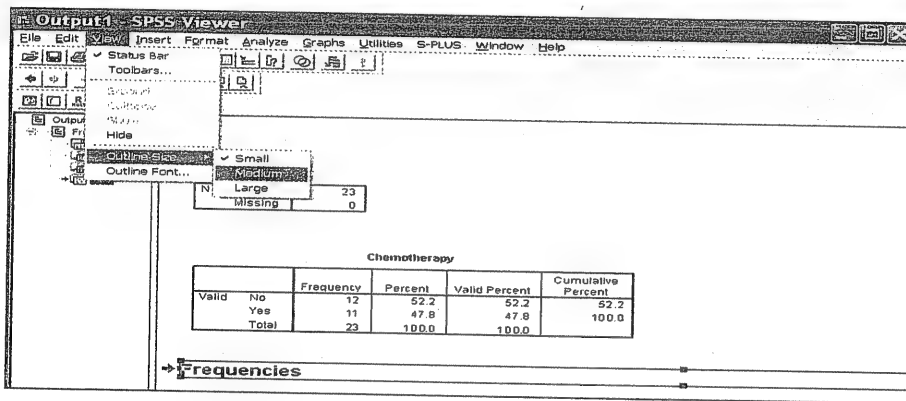 Output1 - SPSS Viewer
File Edit View Insert Format Analyze Graphs Utilities S-PLUS Window Help
Status Bar
Toolbars...
Hide
Outline Size
Small
Outline Font...
Medium
Large
Outpu
Fr
N 23
Missing 0
Chemotherapy
Frequency Percent Valid Percent Cumulative Percent
Valid No 12 52.2 52.2 52.2
Yes 11 47.8 47.8 100.0
Total 23 100.0 100.0
Frequencies